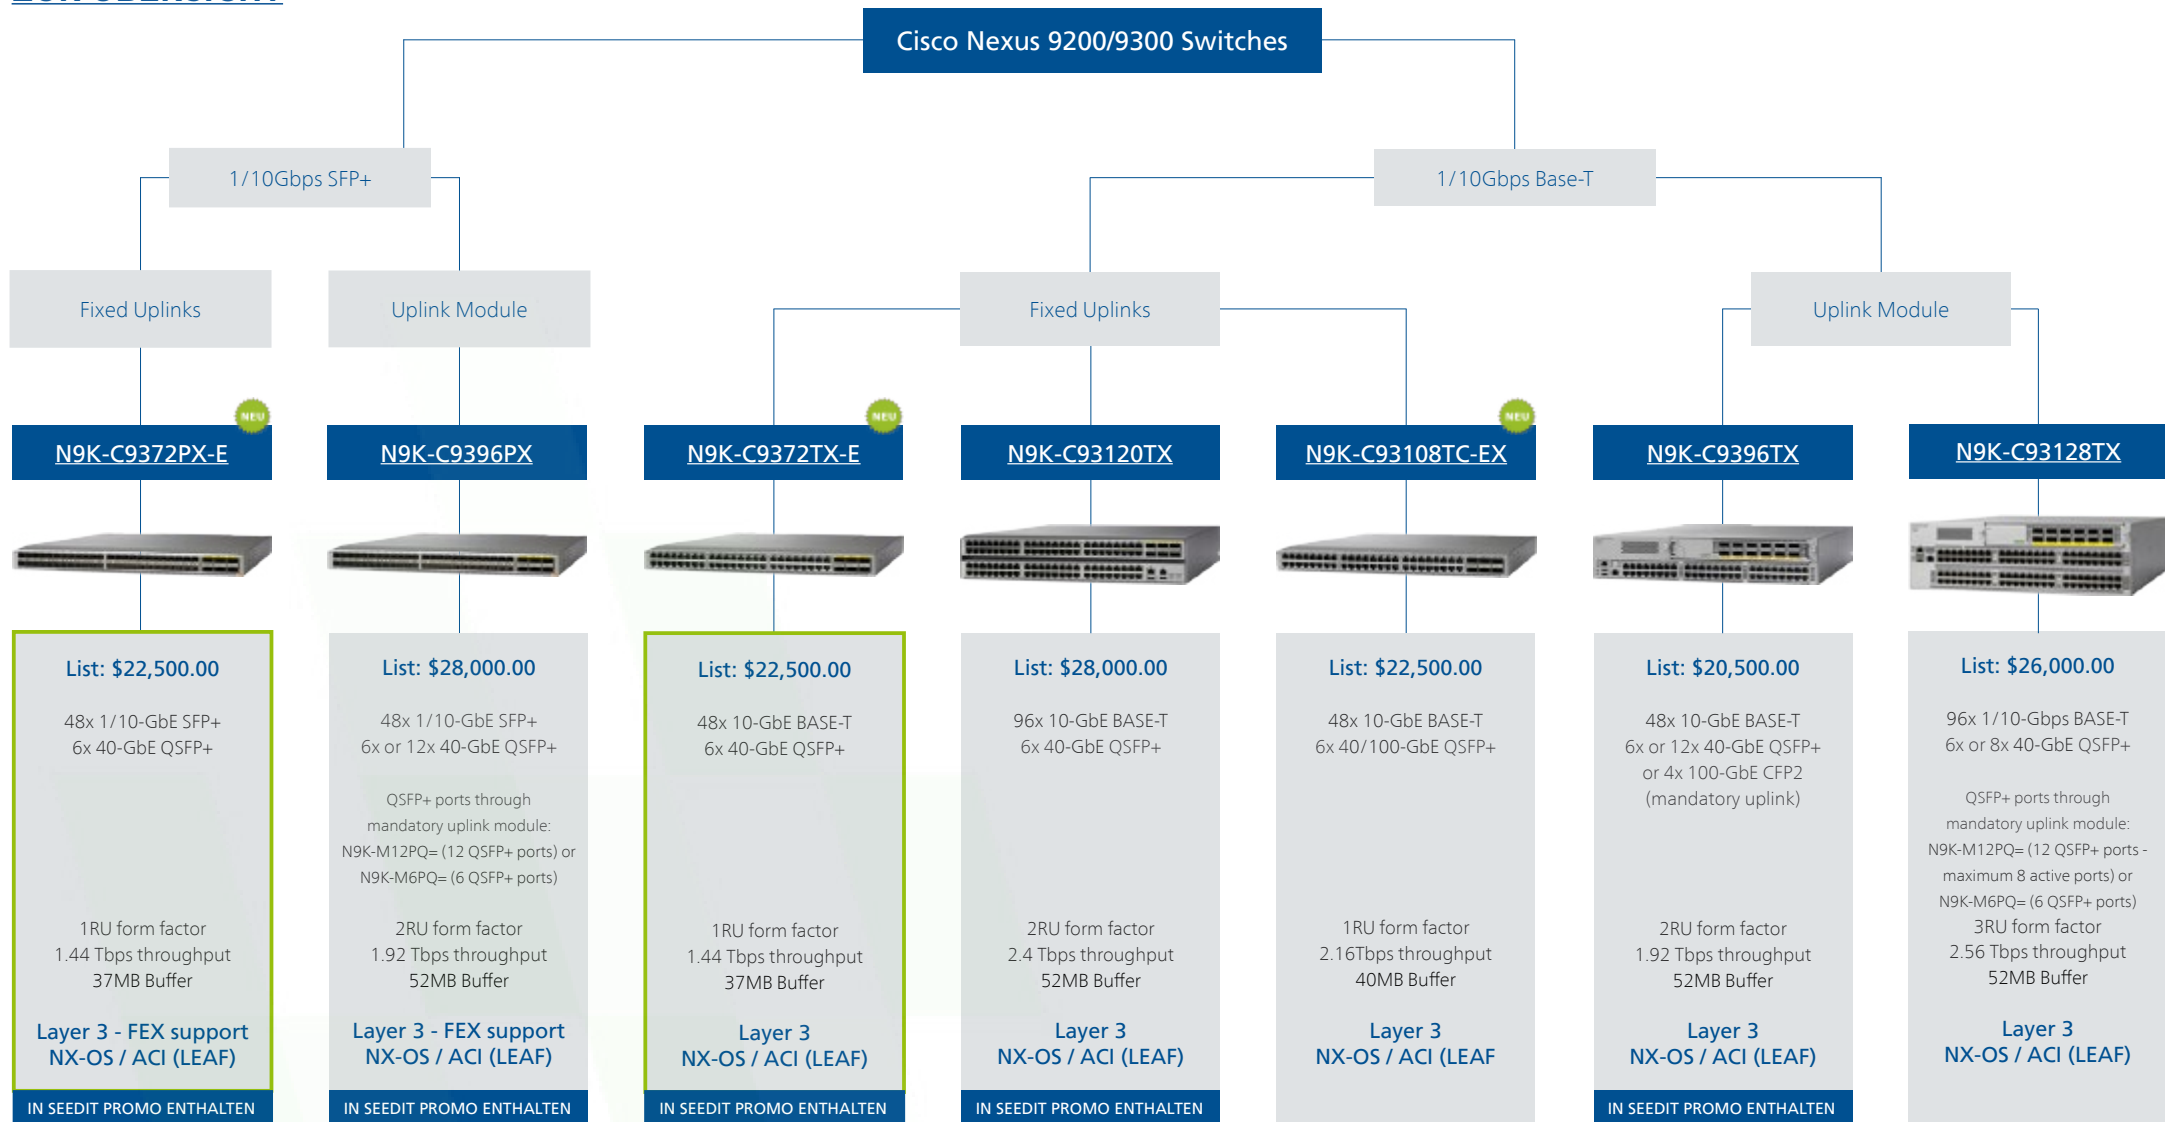 ZUR ÜBERSICHT
Cisco Nexus 9200/9300 Switches
1/10Gbps SFP+
1/10Gbps Base-T
Fixed Uplinks
Uplink Module
Fixed Uplinks
Uplink Module
NEU
N9K-C9372PX-E
List: $22,500.00
48x 1/10-GbE SFP+
6x 40-GbE QSFP+
1RU form factor
1.44 Tbps throughput
37MB Buffer
Layer 3 - FEX support
NX-OS / ACI (LEAF)
IN SEEDIT PROMO ENTHALTEN
N9K-C9396PX
List: $28,000.00
48x 1/10-GbE SFP+
6x or 12x 40-GbE QSFP+
QSFP+ ports through
mandatory uplink module:
N9K-M12PQ= (12 QSFP+ ports) or
N9K-M6PQ= (6 QSFP+ ports)
2RU form factor
1.92 Tbps throughput
52MB Buffer
Layer 3 - FEX support
NX-OS / ACI (LEAF)
IN SEEDIT PROMO ENTHALTEN
NEU
N9K-C9372TX-E
List: $22,500.00
48x 10-GbE BASE-T
6x 40-GbE QSFP+
1RU form factor
1.44 Tbps throughput
37MB Buffer
Layer 3
NX-OS / ACI (LEAF)
IN SEEDIT PROMO ENTHALTEN
N9K-C93120TX
List: $28,000.00
96x 10-GbE BASE-T
6x 40-GbE QSFP+
2RU form factor
2.4 Tbps throughput
52MB Buffer
Layer 3
NX-OS / ACI (LEAF)
IN SEEDIT PROMO ENTHALTEN
NEU
N9K-C93108TC-EX
List: $22,500.00
48x 10-GbE BASE-T
6x 40/100-GbE QSFP+
1RU form factor
2.16Tbps throughput
40MB Buffer
Layer 3
NX-OS / ACI (LEAF
N9K-C9396TX
List: $20,500.00
48x 10-GbE BASE-T
6x or 12x 40-GbE QSFP+
or 4x 100-GbE CFP2
(mandatory uplink)
2RU form factor
1.92 Tbps throughput
52MB Buffer
Layer 3
NX-OS / ACI (LEAF)
IN SEEDIT PROMO ENTHALTEN
N9K-C93128TX
List: $26,000.00
96x 1/10-Gbps BASE-T
6x or 8x 40-GbE QSFP+
QSFP+ ports through
mandatory uplink module:
N9K-M12PQ= (12 QSFP+ ports -
maximum 8 active ports) or
N9K-M6PQ= (6 QSFP+ ports)
3RU form factor
2.56 Tbps throughput
52MB Buffer
Layer 3
NX-OS / ACI (LEAF)